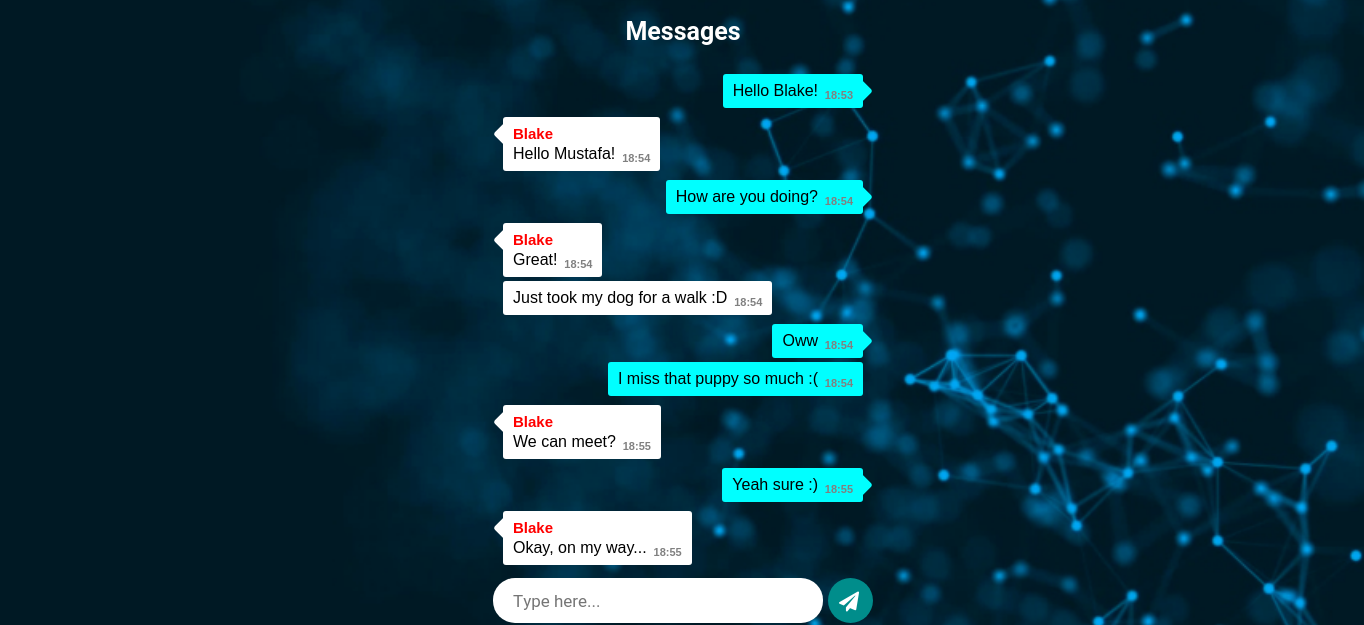 Messages
Hello Blake! 18:53
Blake
Hello Mustafa! 18:54
How are you doing? 18:54
Blake
Great! 18:54
Just took my dog for a walk :D 18:54
Oww 18:54
I miss that puppy so much :( 18:54
Blake
We can meet? 18:55
Yeah sure :) 18:55
Blake
Okay, on my way... 18:55
Type here...